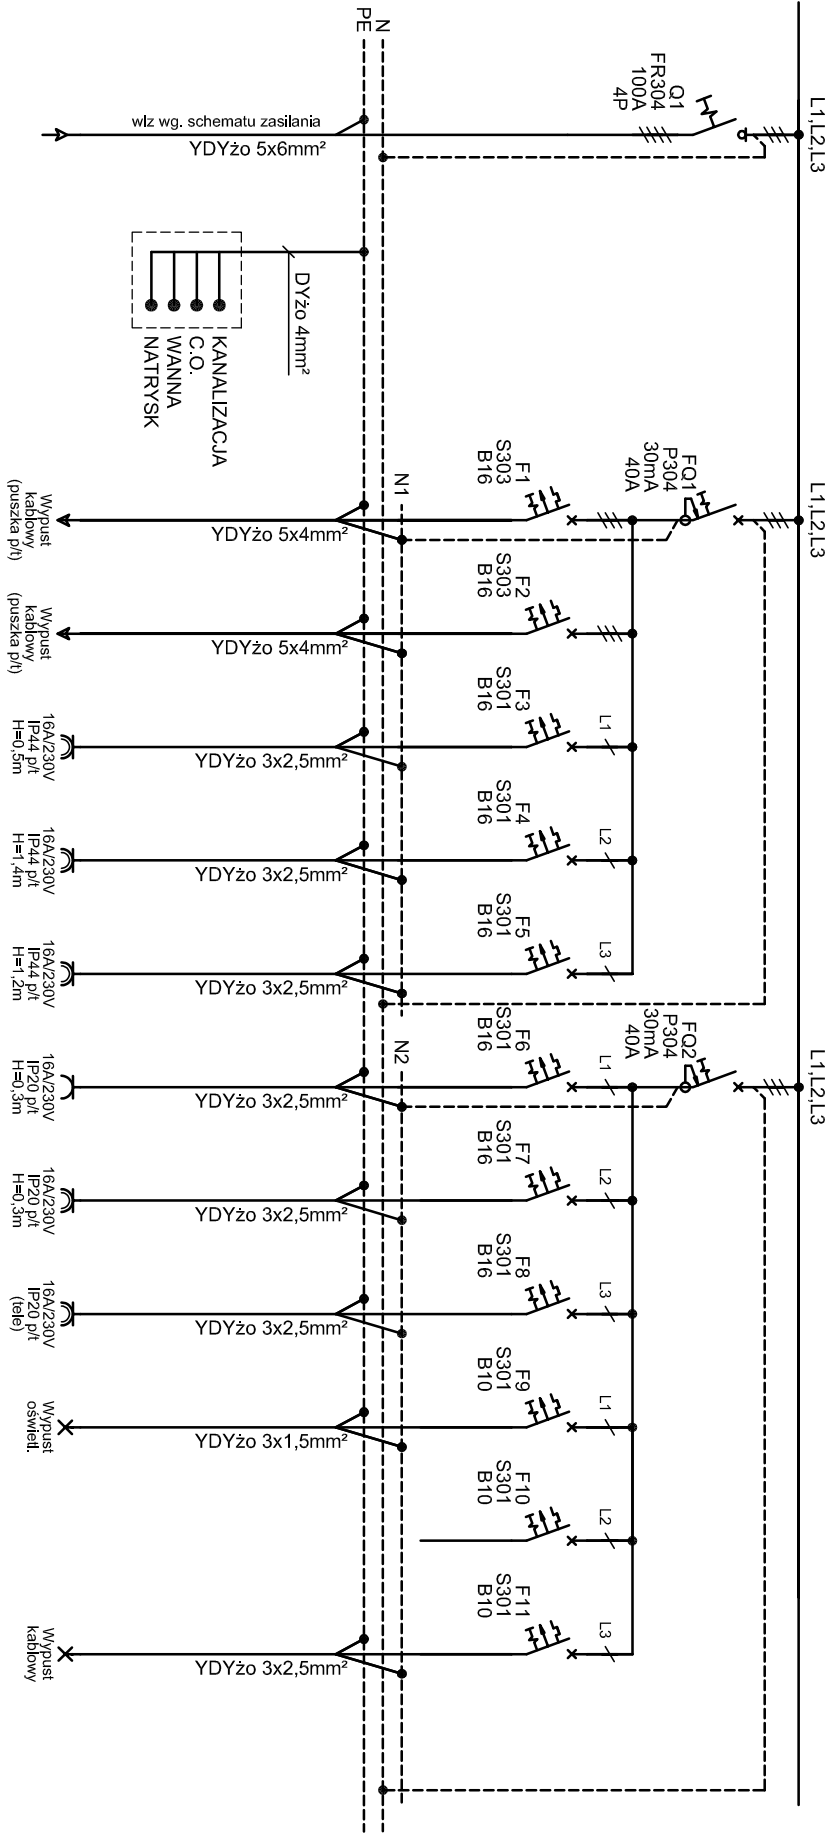 L1,L2,L3
Q1
FR304
100A
4P
N
PE
wlz wg. schematu zasilania
YDYżo 5x6mm²
DYżo 4mm²
KANALIZACJA
C.O.
WANNA
NATRYSK
L1,L2,L3
FQ1
P304
30mA
40A
N1
F1
S303
B16
YDYżo 5x4mm²
Wypust
kablowy
(puszka p/t)
F2
S303
B16
YDYżo 5x4mm²
Wypust
kablowy
(puszka p/t)
L1
F3
S301
B16
YDYżo 3x2,5mm²
16A/230V
IP44 p/t
H=0,5m
L2
F4
S301
B16
YDYżo 3x2,5mm²
16A/230V
IP44 p/t
H=1,4m
L3
F5
S301
B16
YDYżo 3x2,5mm²
16A/230V
IP44 p/t
H=1,2m
L1,L2,L3
FQ2
P304
30mA
40A
N2
L1
F6
S301
B16
YDYżo 3x2,5mm²
16A/230V
IP20 p/t
H=0,3m
L2
F7
S301
B16
YDYżo 3x2,5mm²
16A/230V
IP20 p/t
H=0,3m
L3
F8
S301
B16
YDYżo 3x2,5mm²
16A/230V
IP20 p/t
(tele)
L1
F9
S301
B10
YDYżo 3x1,5mm²
Wypust
oświetl.
L2
F10
S301
B10
L3
F11
S301
B10
YDYżo 3x2,5mm²
Wypust
kablowy